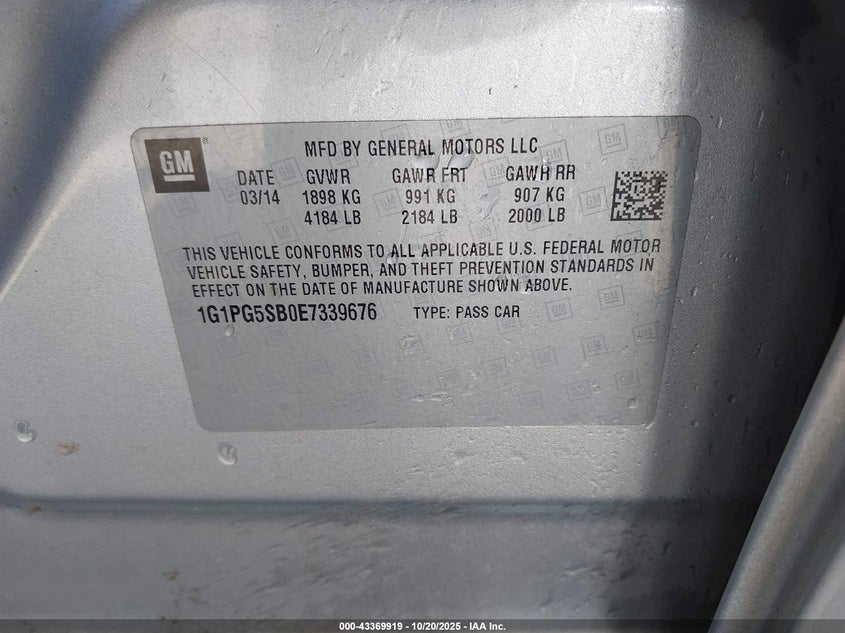 GM
MFD BY GENERAL MOTORS LLC
DATE GVWR GAWR FRT GAWR RR
03/14 1898 KG 991 KG 907 KG
4184 LB 2184 LB 2000 LB
THIS VEHICLE CONFORMS TO ALL APPLICABLE U.S. FEDERAL MOTOR
VEHICLE SAFETY, BUMPER, AND THEFT PREVENTION STANDARDS IN
EFFECT ON THE DATE OF MANUFACTURE SHOWN ABOVE.
1G1PG5SB0E7339676 TYPE: PASS CAR
000-43369919 - 10/20/2025 - IAA Inc.